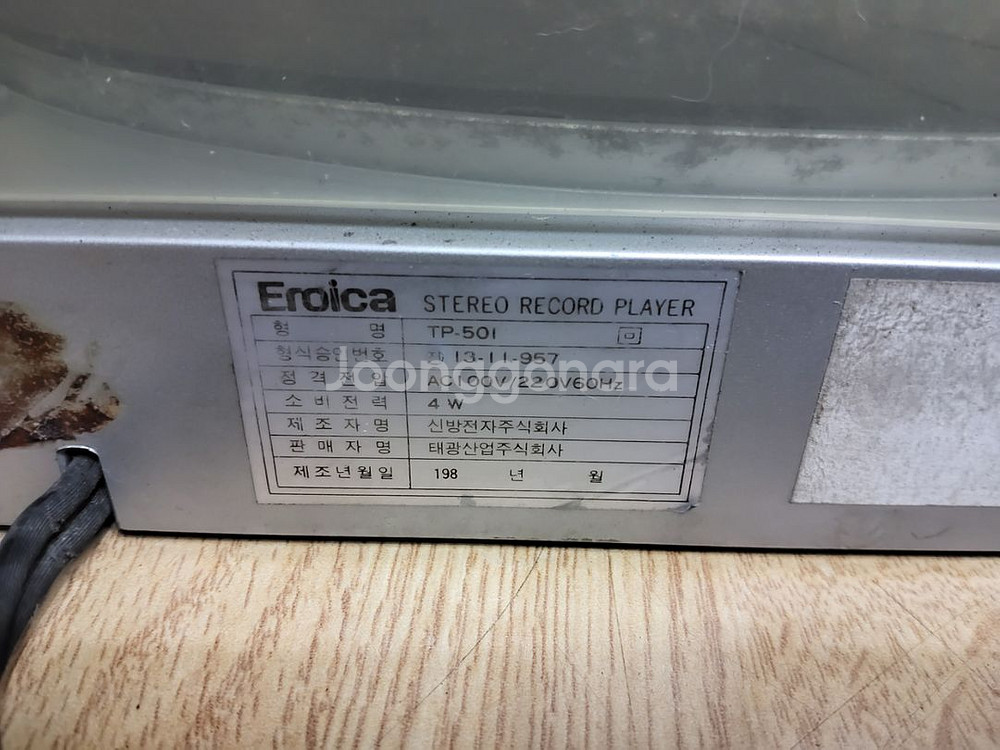 Eroica STEREO RECORD PLAYER
형 명 TP-501 回
형식승인번호 제 13-11-957
정격전압 AC100V/220V60Hz
소비전력 4W
제조자명 신방전자주식회사
판매자명 태광산업주식회사
제조년월일 198 년 월
Joonggonara